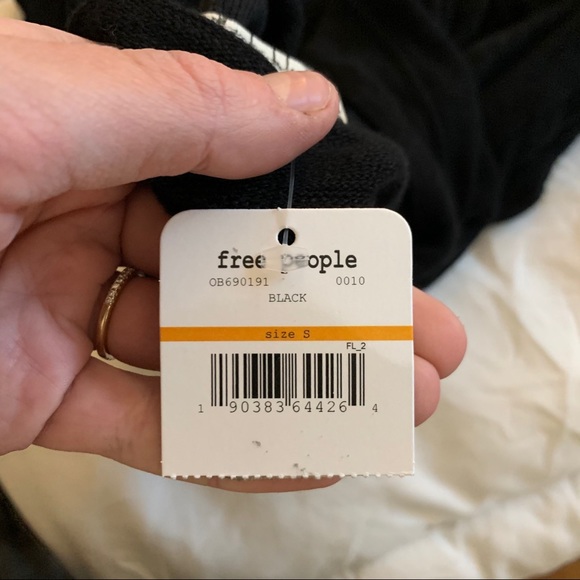 free people
OB690191 0010
BLACK
size S
FL_2
1 90383 64426 4